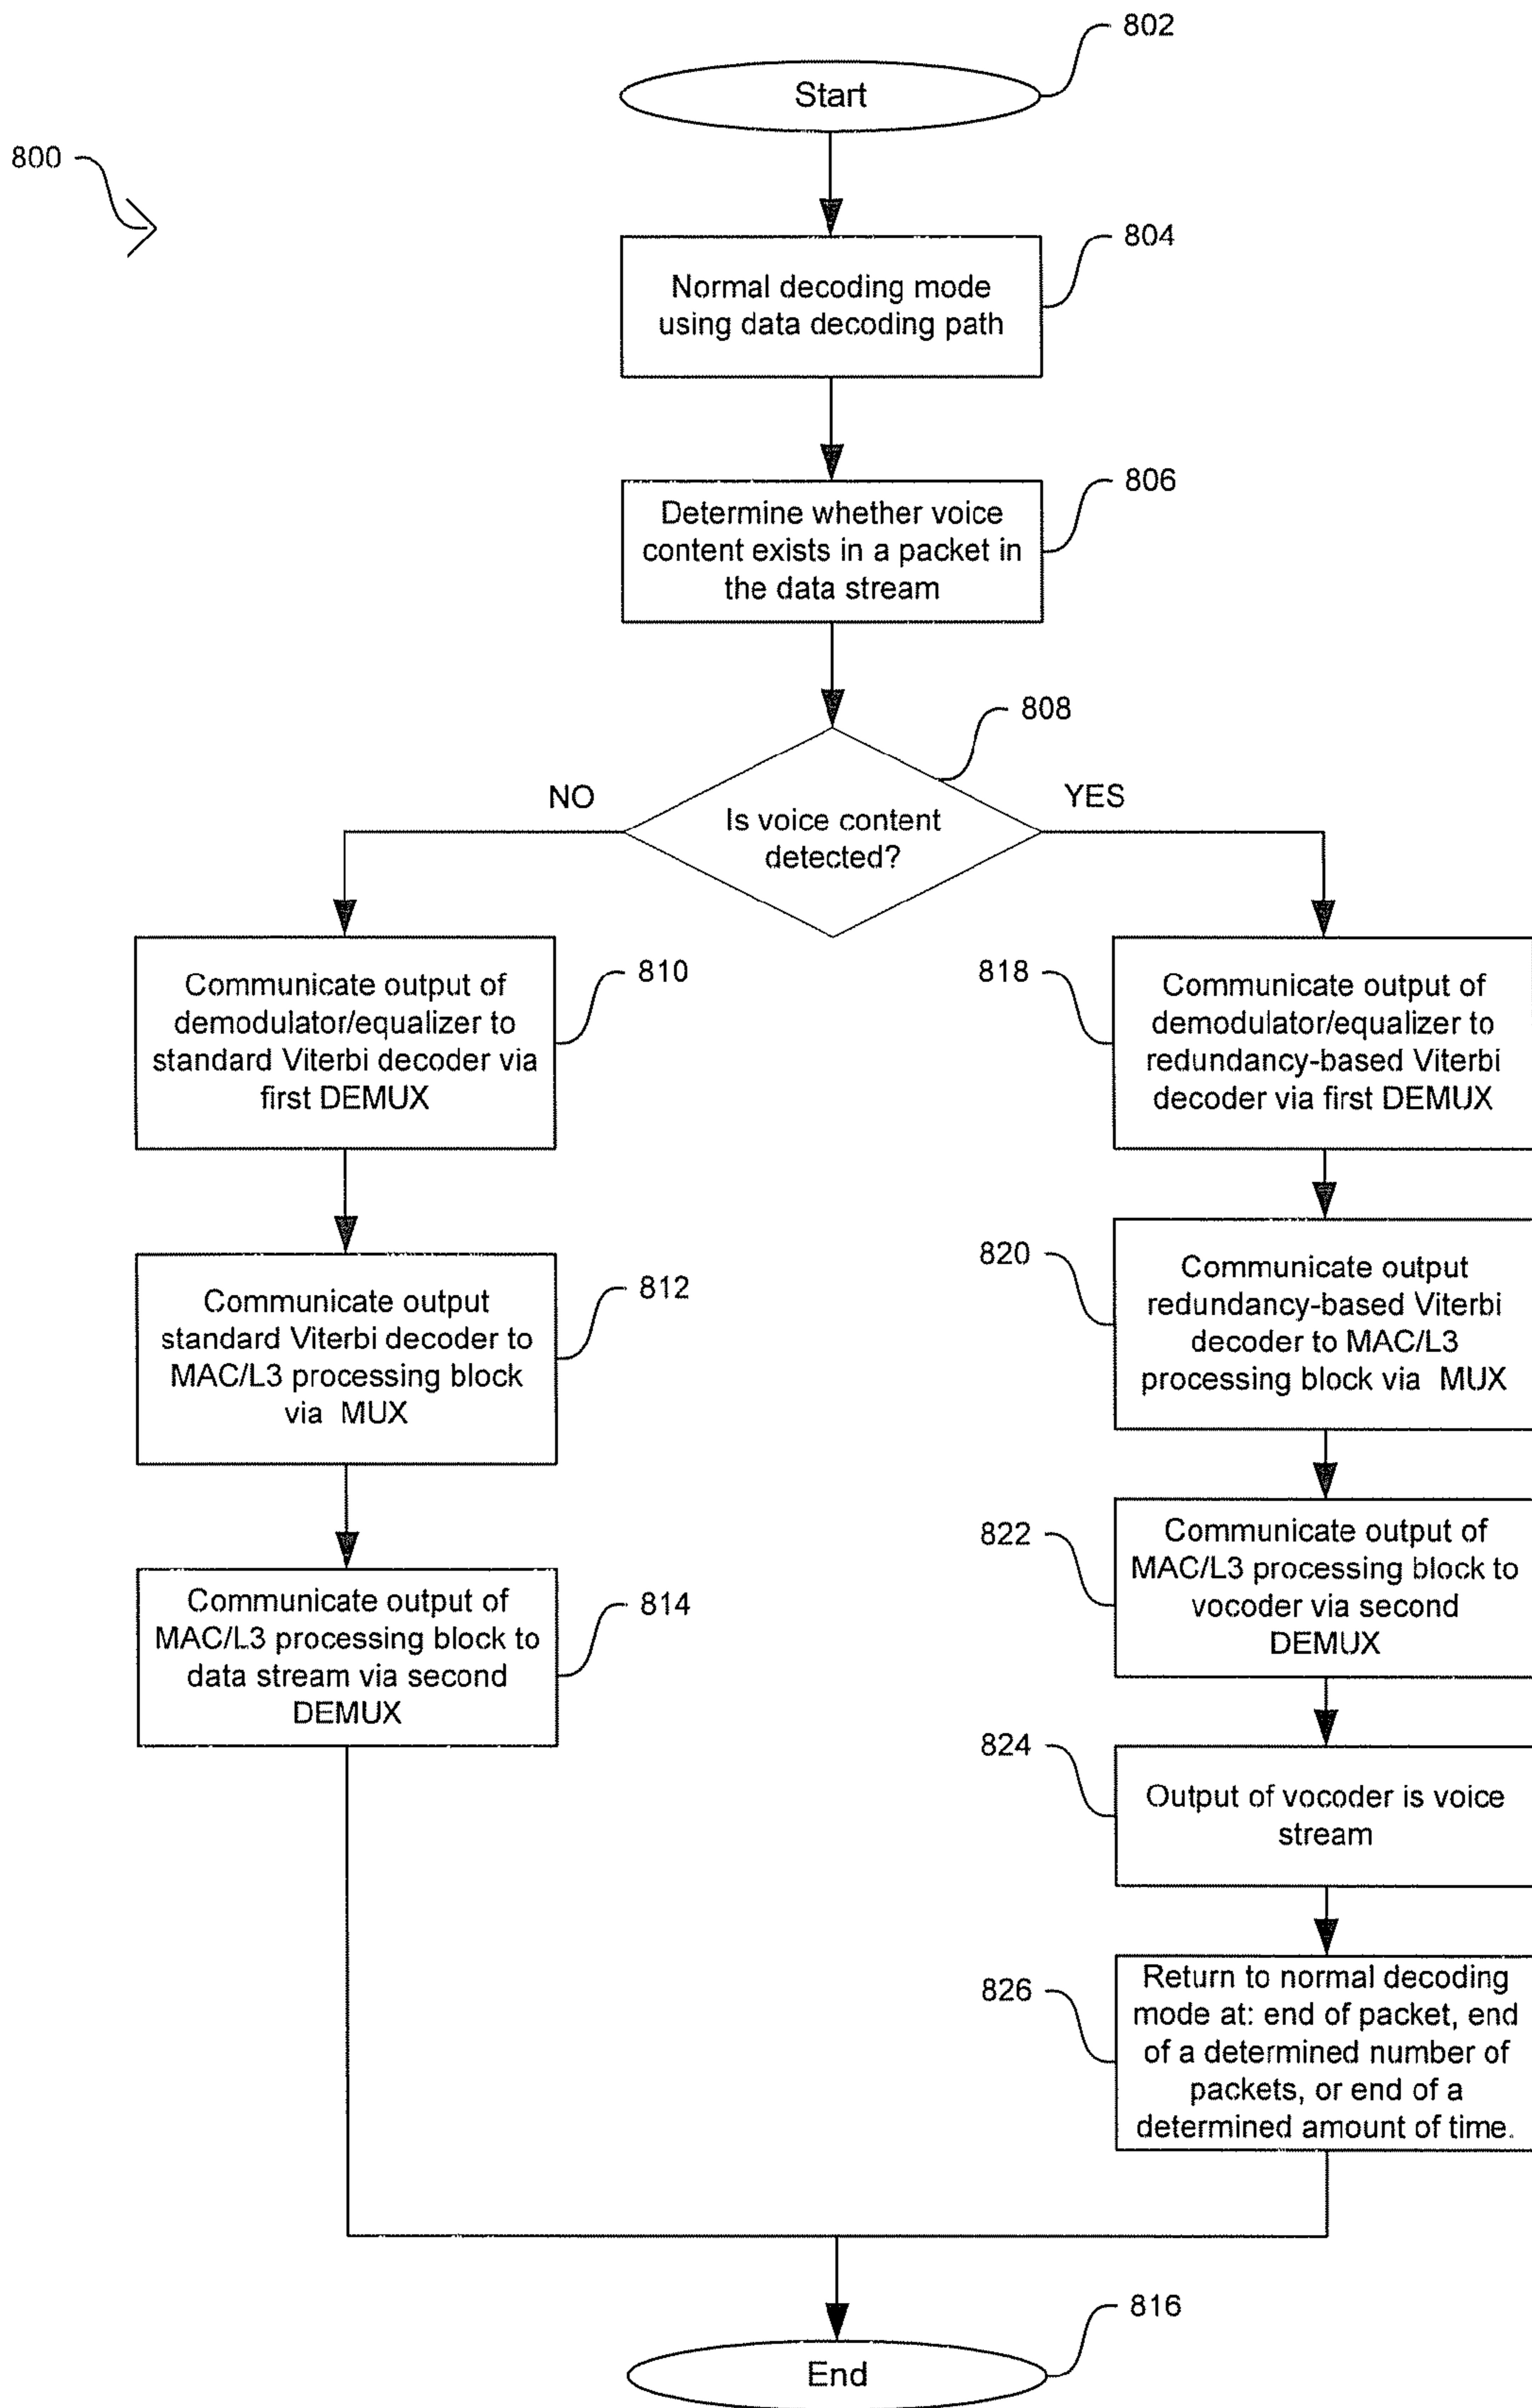 802
Start
800
804
Normal decoding mode
using data decoding path
806
Determine whether voice
content exists in a packet in
the data stream
808
NO
YES
Is voice content
detected?
810
Communicate output of
demodulator/equalizer to
standard Viterbi decoder via
first DEMUX
812
Communicate output
standard Viterbi decoder to
MAC/L3 processing block
via MUX
814
Communicate output of
MAC/L3 processing block to
data stream via second
DEMUX
818
Communicate output of
demodulator/equalizer to
redundancy-based Viterbi
decoder via first DEMUX
820
Communicate output
redundancy-based Viterbi
decoder to MAC/L3
processing block via MUX
822
Communicate output of
MAC/L3 processing block to
vocoder via second
DEMUX
824
Output of vocoder is voice
stream
826
Return to normal decoding
mode at: end of packet, end
of a determined number of
packets, or end of a
determined amount of time.
816
End